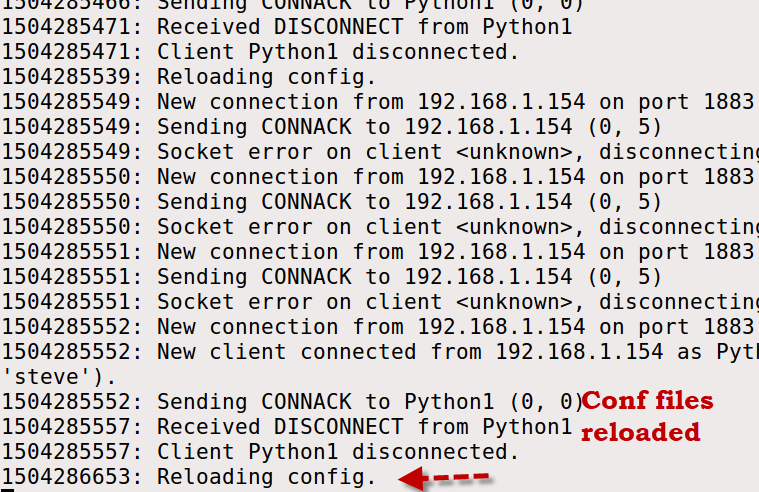 1504285466: Sending CONNACK to Python1 (0, 0)
1504285471: Received DISCONNECT from Python1
1504285471: Client Python1 disconnected.
1504285539: Reloading config.
1504285549: New connection from 192.168.1.154 on port 1883
1504285549: Sending CONNACK to 192.168.1.154 (0, 5)
1504285549: Socket error on client <unknown>, disconnecting
1504285550: New connection from 192.168.1.154 on port 1883
1504285550: Sending CONNACK to 192.168.1.154 (0, 5)
1504285550: Socket error on client <unknown>, disconnecting
1504285551: New connection from 192.168.1.154 on port 1883
1504285551: Sending CONNACK to 192.168.1.154 (0, 5)
1504285551: Socket error on client <unknown>, disconnecting
1504285552: New connection from 192.168.1.154 on port 1883
1504285552: New client connected from 192.168.1.154 as Pyth
'steve').
1504285552: Sending CONNACK to Python1 (0, 0)
1504285557: Received DISCONNECT from Python1
1504285557: Client Python1 disconnected.
1504286653: Reloading config.
Conf files
reloaded